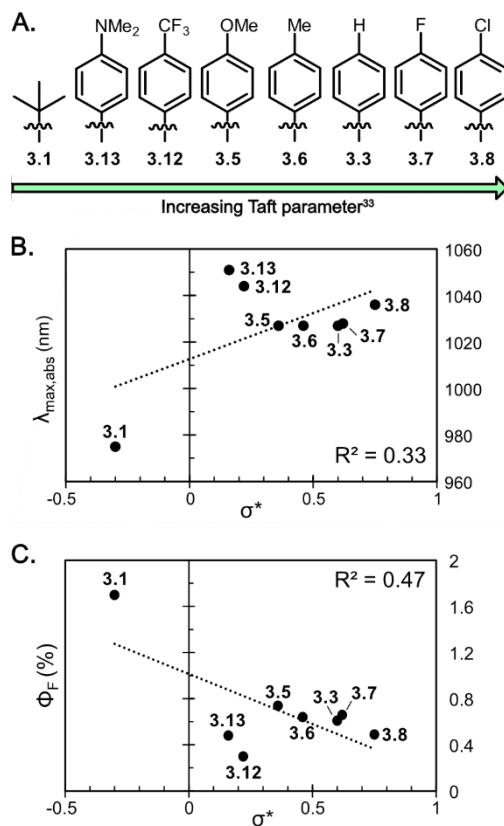 A.
NMe₂ CF₃ OMe Me H F Cl
3.1 3.13 3.12 3.5 3.6 3.3 3.7 3.8
Increasing Taft parameter³³
B.
1060
3.13
3.12
1040
3.8
3.5
3.6
3.3
3.7
1020
1000
3.1
980
R² = 0.33
960
λmax,abs (nm)
-0.5 0 0.5 1
σ*
C.
2
R² = 0.47
3.1
1.6
1.2
3.5
3.3
3.7
0.8
3.13
3.6
3.8
0.4
3.12
0
Φ_F (%)
-0.5 0 0.5 1
σ*